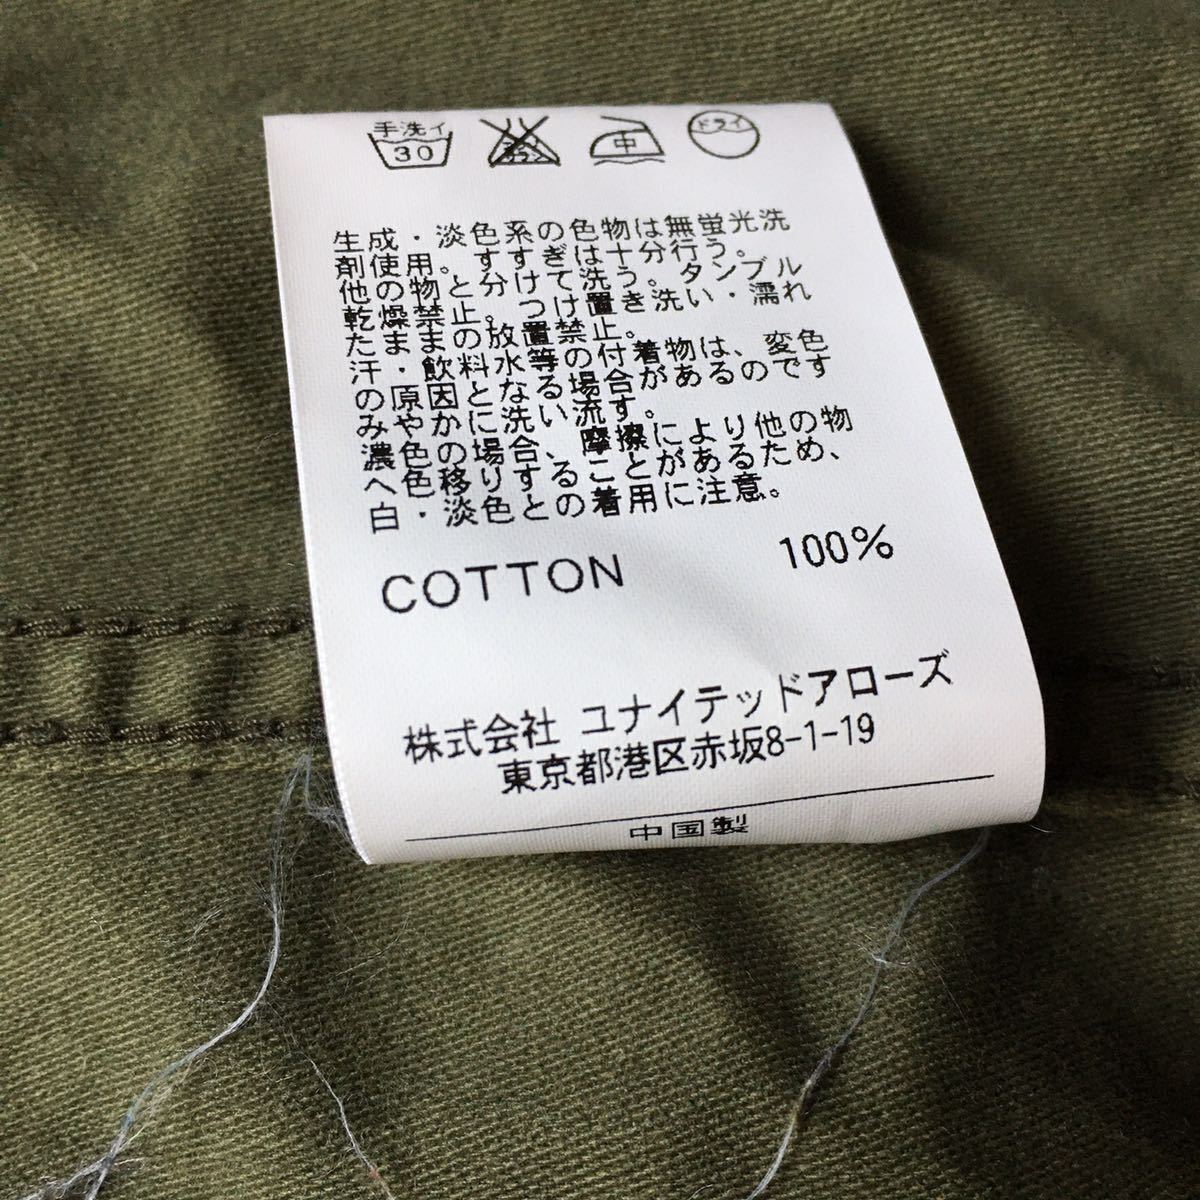 手洗イ
30
エンソ
サラシ
中
ドライ
生成・淡色系の色物は無蛍光洗
剤使用。すすぎは十分行う。
他の物と分けて洗う。タンブル
乾燥禁止。つけ置き洗い・濡れ
たままの放置禁止。
汗・飲料水等の付着物は、変色
の原因となる場合があるのです
みやかに洗い流す。
濃色の場合、摩擦により他の物
へ色移りすることがあるため、
白・淡色との着用に注意。
COTTON 100%
株式会社 ユナイテッドアローズ
東京都港区赤坂8-1-19
中国製